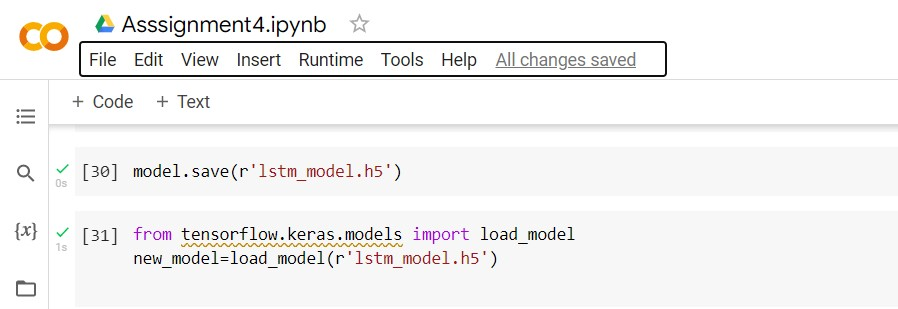 Asssignment4.ipynb
File Edit View Insert Runtime Tools Help All changes saved
+ Code + Text
[30] model.save(r'lstm_model.h5')
0s
{x}
[31] from tensorflow.keras.models import load_model
1s
new_model=load_model(r'lstm_model.h5')